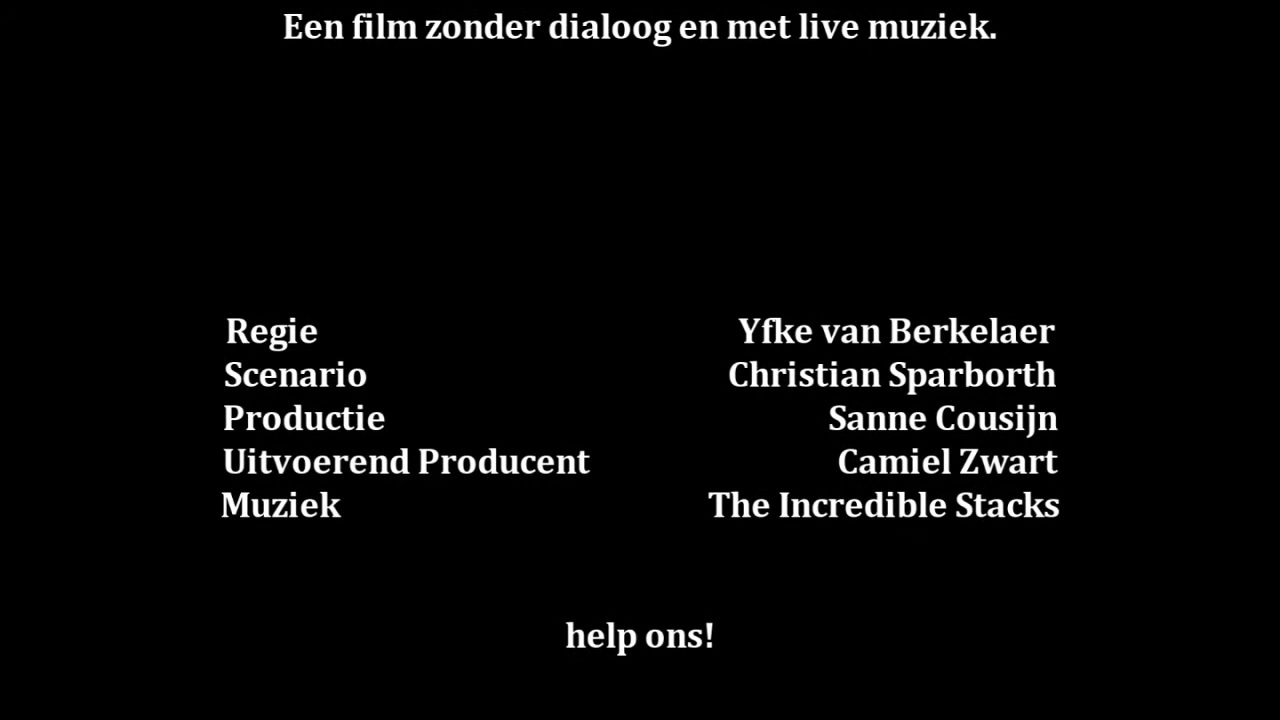 Een film zonder dialoog en met live muziek.
Regie Yfke van Berkelaer
Scenario Christian Sparborth
Productie Sanne Cousijn
Uitvoerend Producent Camiel Zwart
Muziek The Incredible Stacks
help ons!